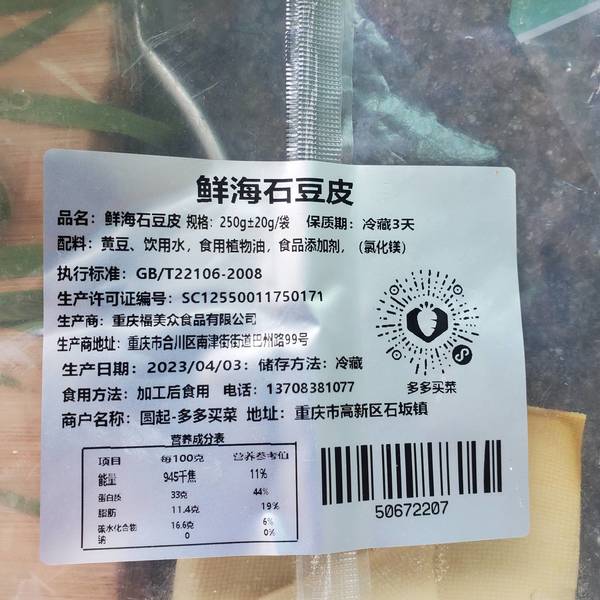 鲜海石豆皮
品名：鲜海石豆皮 规格：250g±20g/袋 保质期：冷藏3天
配料：黄豆、饮用水，食用植物油，食品添加剂，（氯化镁）
执行标准：GB/T22106-2008
生产许可证编号：SC12550011750171
生产商：重庆福美众食品有限公司
生产商地址：重庆市合川区南津街街道巴州路99号
生产日期：2023/04/03：储存方法：冷藏
食用方法：加工后食用 电话：13708381077
多多买菜
商户名称：圆起-多多买菜 地址：重庆市高新区石坂镇
营养成分表
项目 每100克 营养参考值
能量 945千焦 11%
蛋白质 33克 44%
脂肪 11.4克 19%
碳水化合物 16.6克 6%
钠 0 0%
50672207